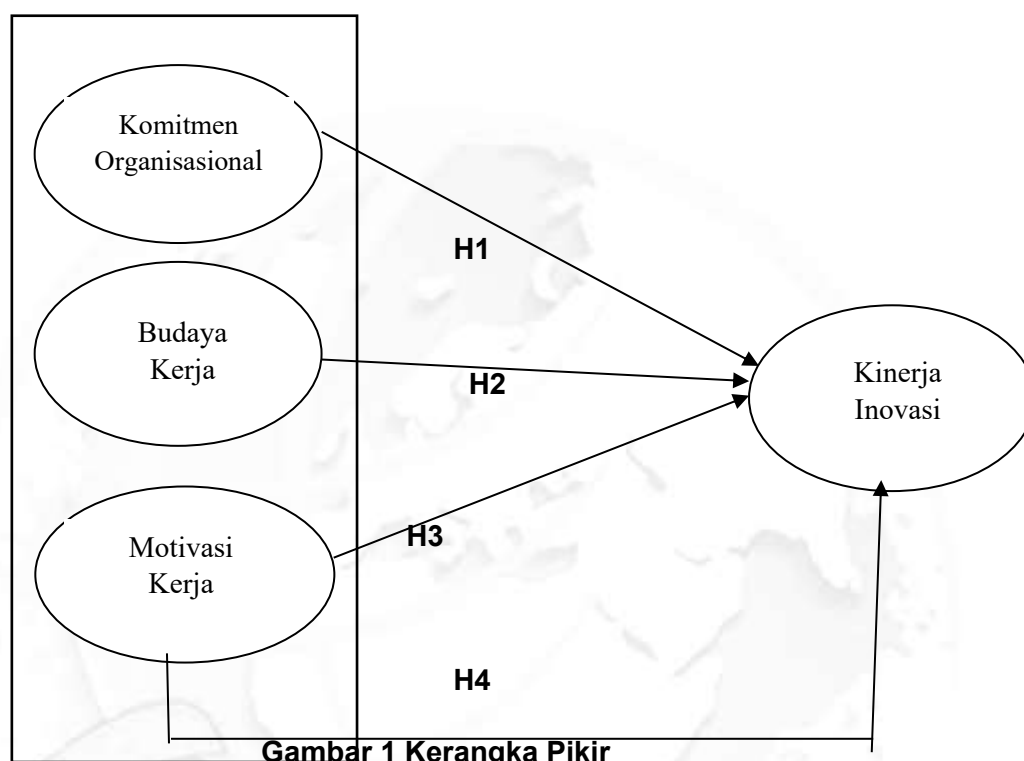 Komitmen
Organisasional
H1
Budaya
Kerja
H2
Kinerja
Inovasi
Motivasi
Kerja
H3
H4
Gambar 1 Kerangka Pikir